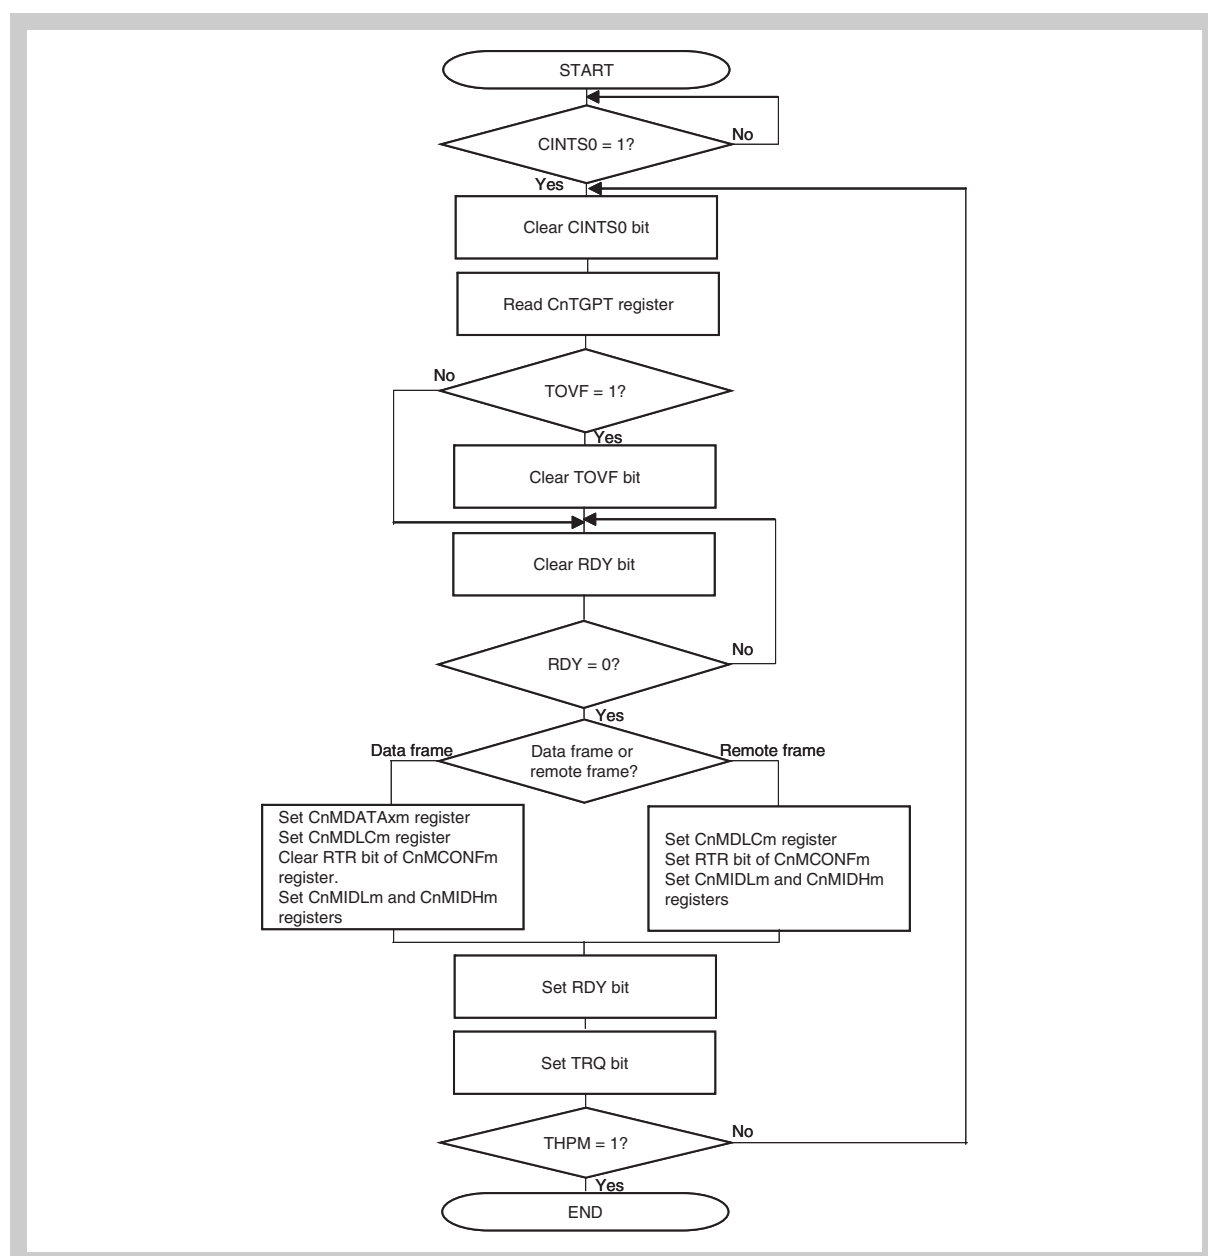 START
CINTS0 = 1?
No
Yes
Clear CINTS0 bit
Read CnTGPT register
No
TOVF = 1?
Yes
Clear TOVF bit
Clear RDY bit
No
RDY = 0?
Yes
Data frame
Data frame or
remote frame?
Remote frame
Set CnMDATAxm register
Set CnMDLCm register
Clear RTR bit of CnMCONFm
register.
Set CnMIDLm and CnMIDHm
registers
Set CnMDLCm register
Set RTR bit of CnMCONFm
Set CnMIDLm and CnMIDHm
registers
Set RDY bit
Set TRQ bit
No
THPM = 1?
Yes
END